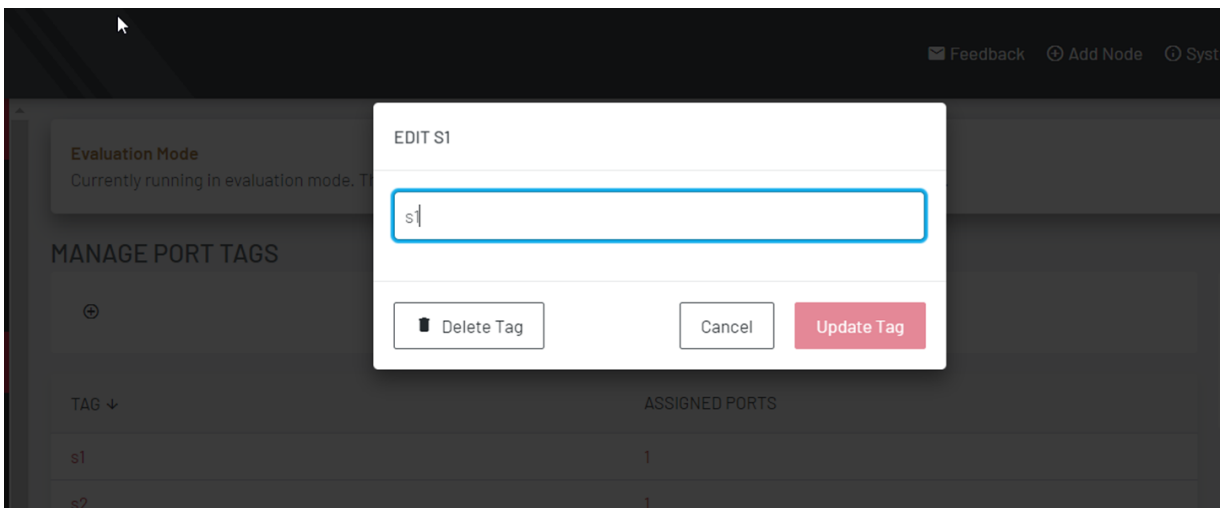 Feedback Add Node Syst
EDIT S1
Evaluation Mode
Currently running in evaluation mode.
s1
MANAGE PORT TAGS
Delete Tag Cancel Update Tag
TAG ASSIGNED PORTS
s1 1
s2 1